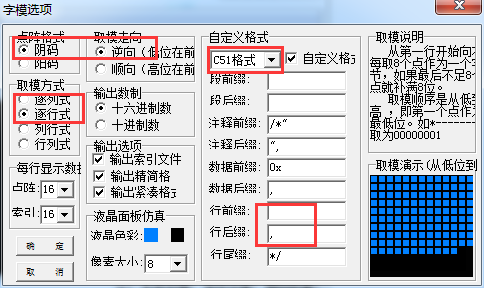 字模选项
点阵格式
阴码
阳码
取模方式
逐列式
逐行式
列行式
行列式
每行显示数据
点阵: 16
索引: 16
确 定
取 消
取模走向
逆向(低位在前
顺向(高位在前
输出数制
十六进制数
十进制数
输出选项
输出索引文件
输出精简格
输出紧凑格式
液晶面板仿真
液晶色彩:
像素大小: 8
自定义格式
C51格式
自定义格式
段前缀:
段后缀:
注释前缀: /*"
注释后缀: ",
数据前缀: 0x
数据后缀: ,
行前缀:
行后缀: ,
行尾缀: */
取模说明
从第一行开始向
每取8个点作为一个字
节,如果最后不足8个
点就补满8位。
取模顺序是从低到
高,即第一个点作为
最低位。如*-------
取为00000001
取模演示(从低位到